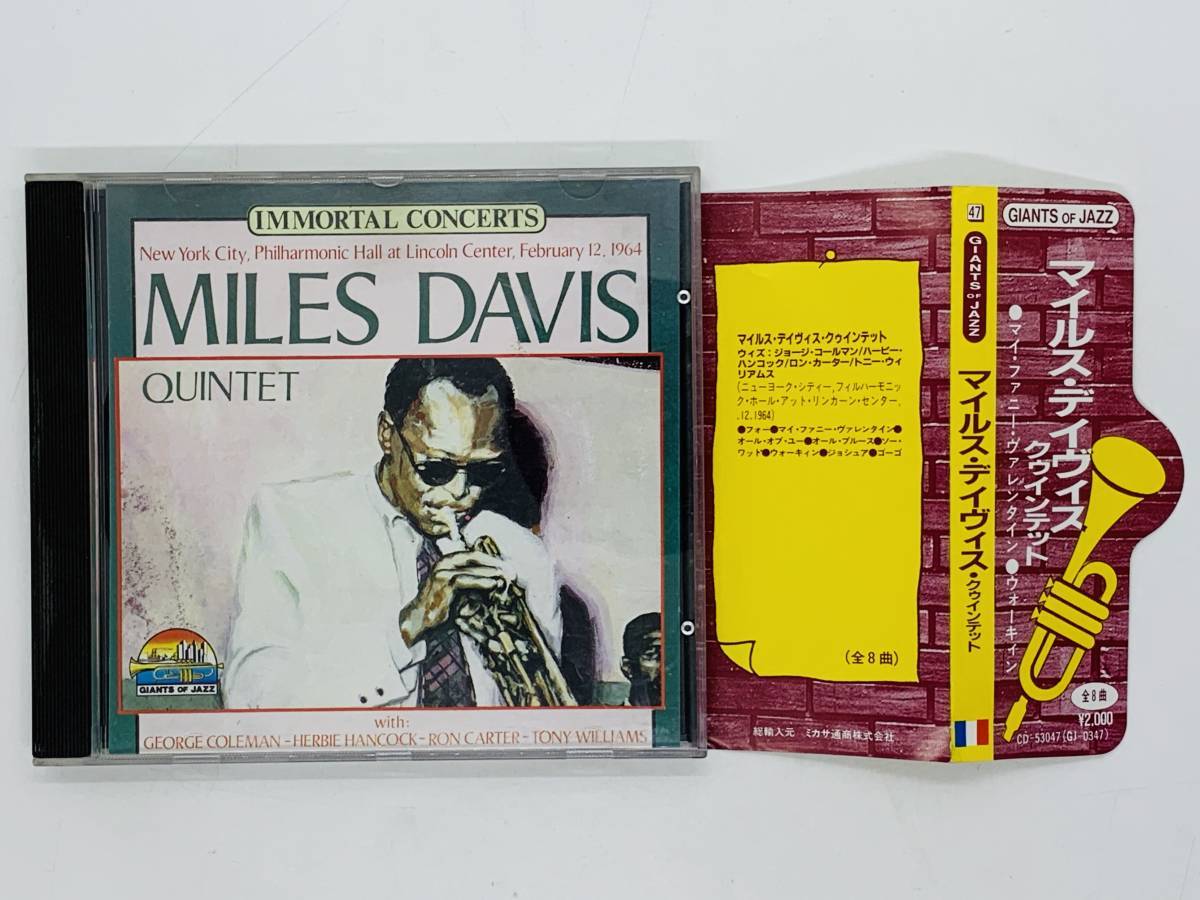 IMMORTAL CONCERTS
New York City, Philharmonic Hall at Lincoln Center, February 12, 1964
MILES DAVIS
QUINTET
GIANTS OF JAZZ
with:
GEORGE COLEMAN–HERBIE HANCOCK–RON CARTER–TONY WILLIAMS
マイルス・デイヴィス・クゥインテット
ウィズ：ジョージ・コールマン/ハービー・
ハンコック/ロン・カーター/トニー・ウィ
リアムス
(ニューヨーク・シティー,フィルハーモニッ
ク・ホール・アット・リンカーン・センター,
.12.1964)
●フォー●マイ・ファニー・ヴァレンタイン●
オール・オブ・ユー●オール・ブルース●ソー・
ワット●ウォーキィン●ジョシュア●ゴーゴ
(全8曲)
総輸入元 ミカサ通商株式会社
47
GIANTS OF JAZZ
マイルス・デイヴィス・クゥインテット
GIANTS OF JAZZ
マイルス・デイヴィス
クゥインテット
●マイ・ファニー・ヴァレンタイン●ウォーキィン
全8曲
¥2,000
CD-53047(GJ-0347)